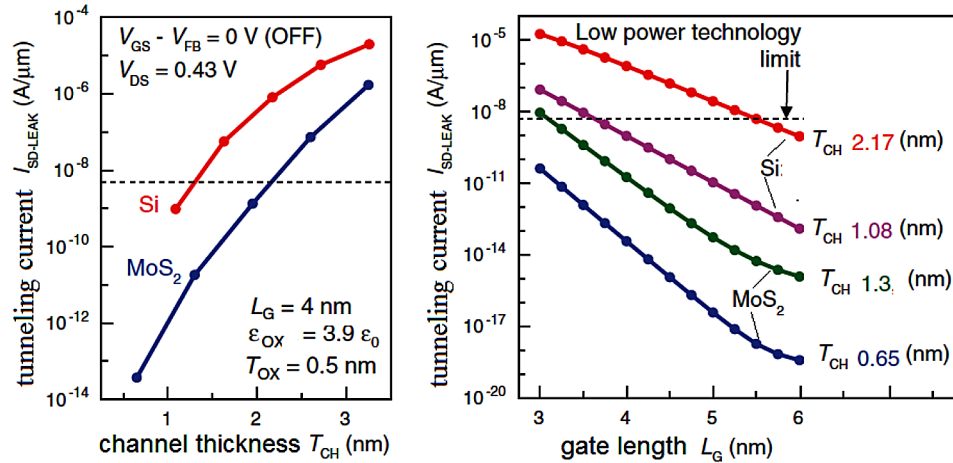 tunneling current I_SD-LEAK (A/μm)
10^-4
10^-6
10^-8
10^-10
10^-12
10^-14
V_GS - V_FB = 0 V (OFF)
V_DS = 0.43 V
Si
MoS_2
L_G = 4 nm
ε_OX = 3.9 ε_0
T_OX = 0.5 nm
1 2 3
channel thickness T_CH (nm)
tunneling current I_SD-LEAK (A/μm)
10^-5
10^-8
10^-11
10^-14
10^-17
10^-20
Low power technology
limit
T_CH 2.17 (nm)
Si
T_CH 1.08 (nm)
T_CH 1.3 (nm)
MoS_2
T_CH 0.65 (nm)
3 4 5 6
gate length L_G (nm)